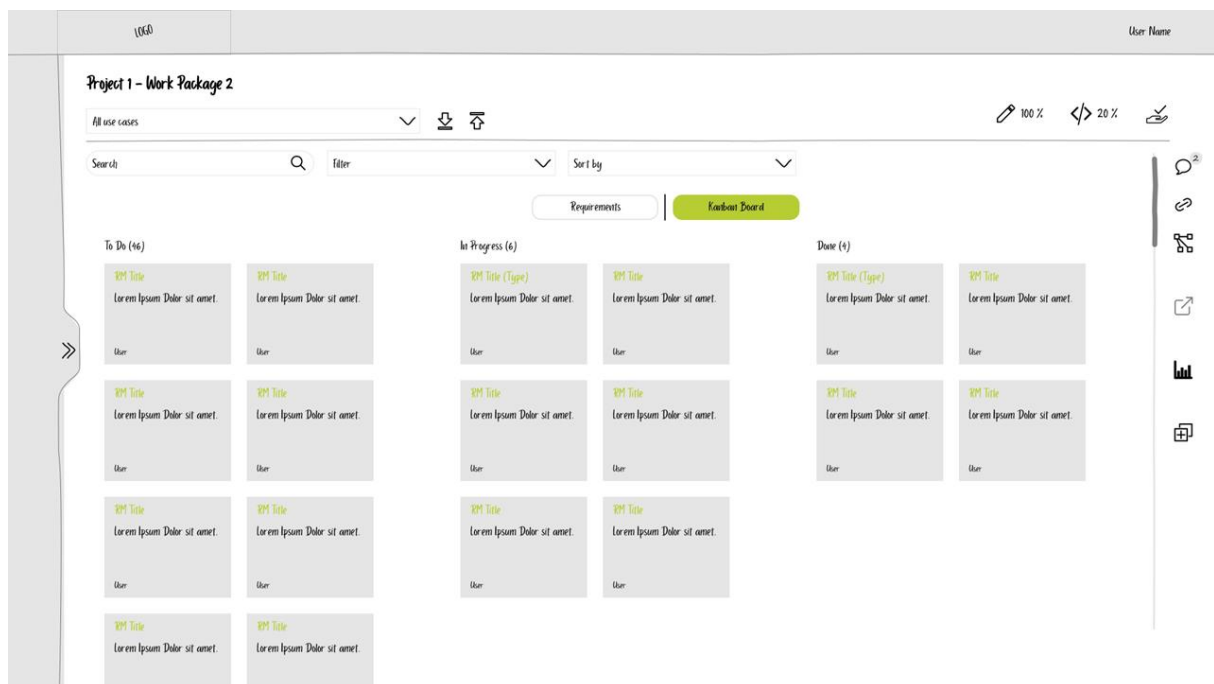 LOGO
User Name
Project 1 - Work Package 2
All use cases
100 %
</> 20 %
Search
Filter
Sort by
2
Requirements
Kanban Board
To Do (46)
In Progress (6)
Done (4)
RM Title
RM Title
RM Title (Type)
RM Title
RM Title (Type)
RM Title
Lorem Ipsum Dolor sit amet.
Lorem Ipsum Dolor sit amet.
Lorem Ipsum Dolor sit amet.
Lorem Ipsum Dolor sit amet.
Lorem Ipsum Dolor sit amet.
Lorem Ipsum Dolor sit amet.
User
User
User
User
User
User
RM Title
RM Title
RM Title
RM Title
RM Title
RM Title
Lorem Ipsum Dolor sit amet.
Lorem Ipsum Dolor sit amet.
Lorem Ipsum Dolor sit amet.
Lorem Ipsum Dolor sit amet.
Lorem Ipsum Dolor sit amet.
Lorem Ipsum Dolor sit amet.
User
User
User
User
User
User
RM Title
RM Title
RM Title
RM Title
Lorem Ipsum Dolor sit amet.
Lorem Ipsum Dolor sit amet.
Lorem Ipsum Dolor sit amet.
Lorem Ipsum Dolor sit amet.
User
User
User
User
RM Title
RM Title
Lorem Ipsum Dolor sit amet.
Lorem Ipsum Dolor sit amet.